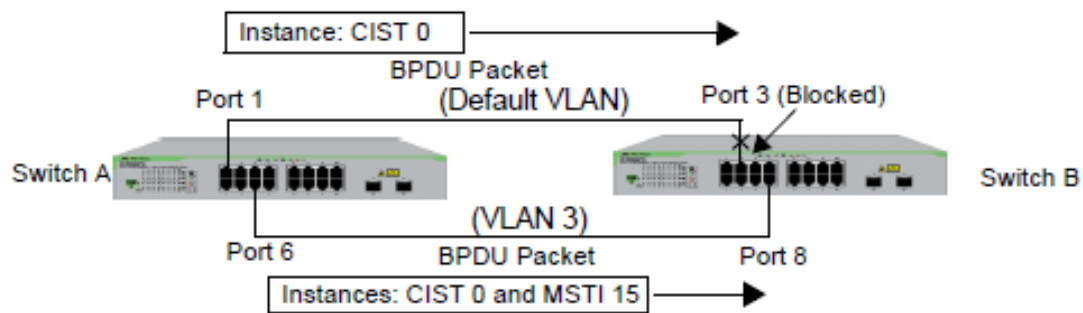 Instance: CIST 0
BPDU Packet
Port 1
(Default VLAN)
Port 3 (Blocked)
Switch A
Switch B
(VLAN 3)
Port 6
BPDU Packet
Port 8
Instances: CIST 0 and MSTI 15